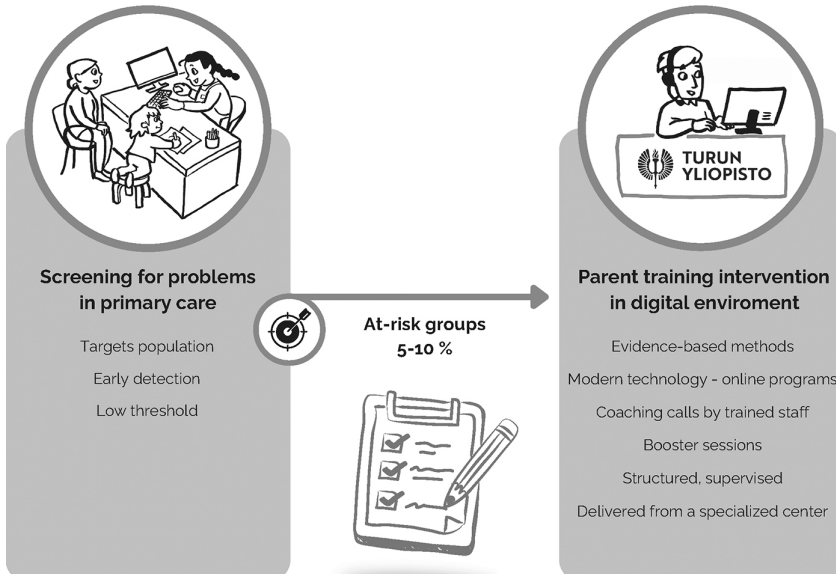 Screening for problems
in primary care
Targets population
Early detection
Low threshold
At-risk groups
5-10 %
TURUN
YLIOPISTO
Parent training intervention
in digital enviroment
Evidence-based methods
Modern technology - online programs
Coaching calls by trained staff
Booster sessions
Structured, supervised
Delivered from a specialized center